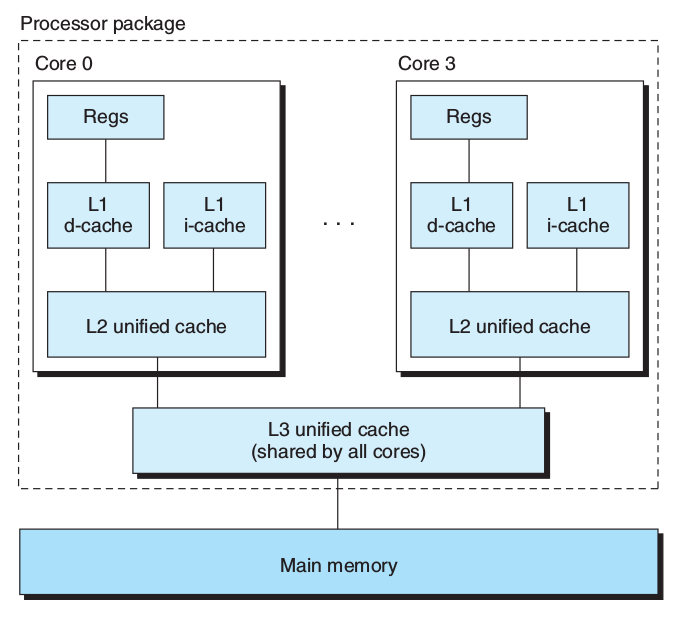 Processor package
Core 0
Core 3
Regs
Regs
L1
d-cache
L1
i-cache
. . .
L1
d-cache
L1
i-cache
L2 unified cache
L2 unified cache
L3 unified cache
(shared by all cores)
Main memory